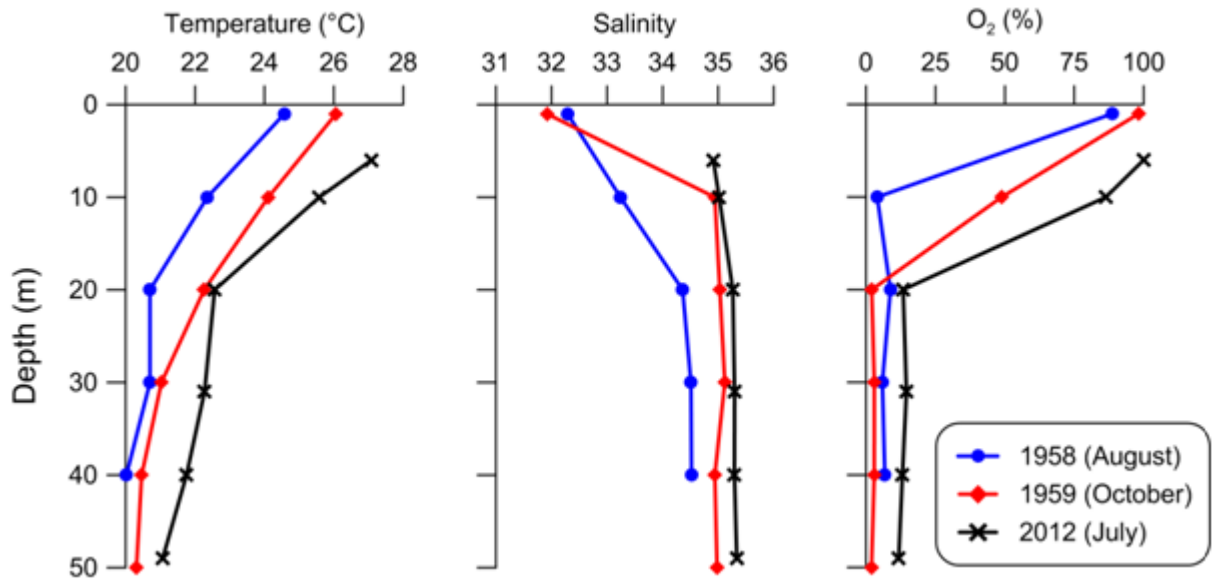 Temperature (°C)
20 22 24 26 28
Salinity
31 32 33 34 35 36
O₂ (%)
0 25 50 75 100
Depth (m)
0
10
20
30
40
50
1958 (August)
1959 (October)
2012 (July)